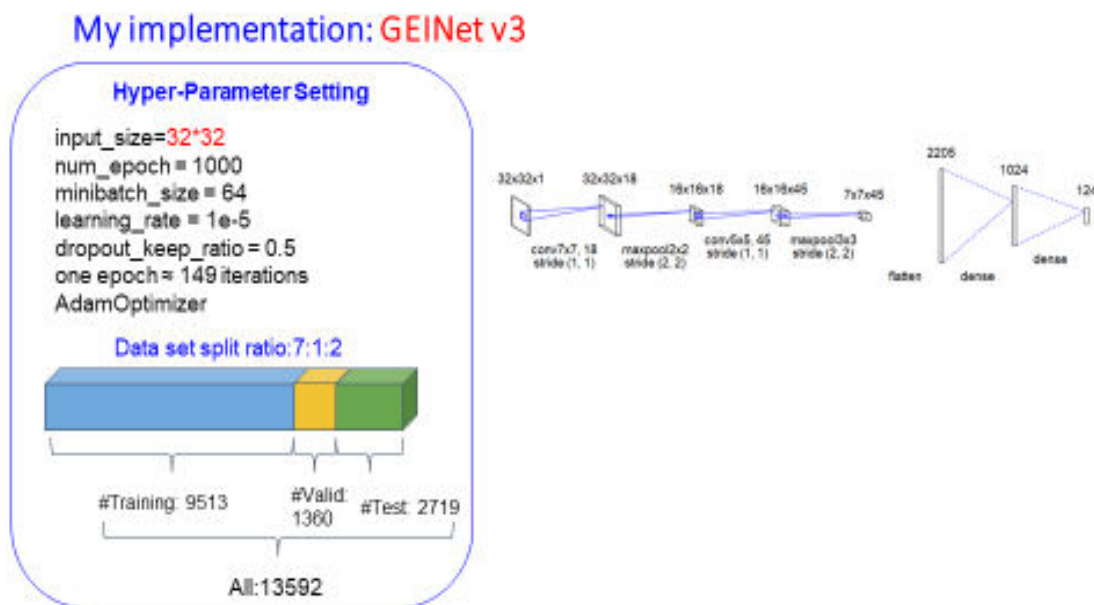 My implementation: GEINet v3
Hyper-Parameter Setting
input_size=32*32
num_epoch = 1000
minibatch_size = 64
learning_rate = 1e-5
dropout_keep_ratio = 0.5
one epoch = 149 iterations
AdamOptimizer
Data set split ratio:7:1:2
#Training: 9513
#Valid:
1360
#Test: 2719
All:13592
32x32x1
32x32x18
16x16x18
16x16x45
7x7x45
2205
1024
124
conv7x7, 18
stride (1, 1)
maxpool2x2
stride (2, 2)
conv5x5, 45
stride (1, 1)
maxpool3x3
stride (2, 2)
flatten
dense
dense